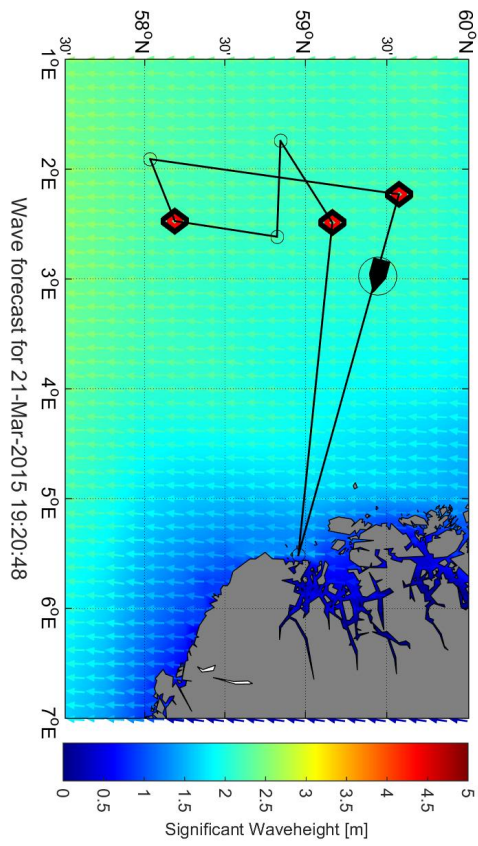 60°N
30'
59°N
30'
58°N
30'
1°E
2°E
3°E
4°E
5°E
6°E
7°E
Wave forecast for 21-Mar-2015 19:20:48
0
0.5
1
1.5
2
2.5
3
3.5
4
4.5
5
Significant Waveheight [m]